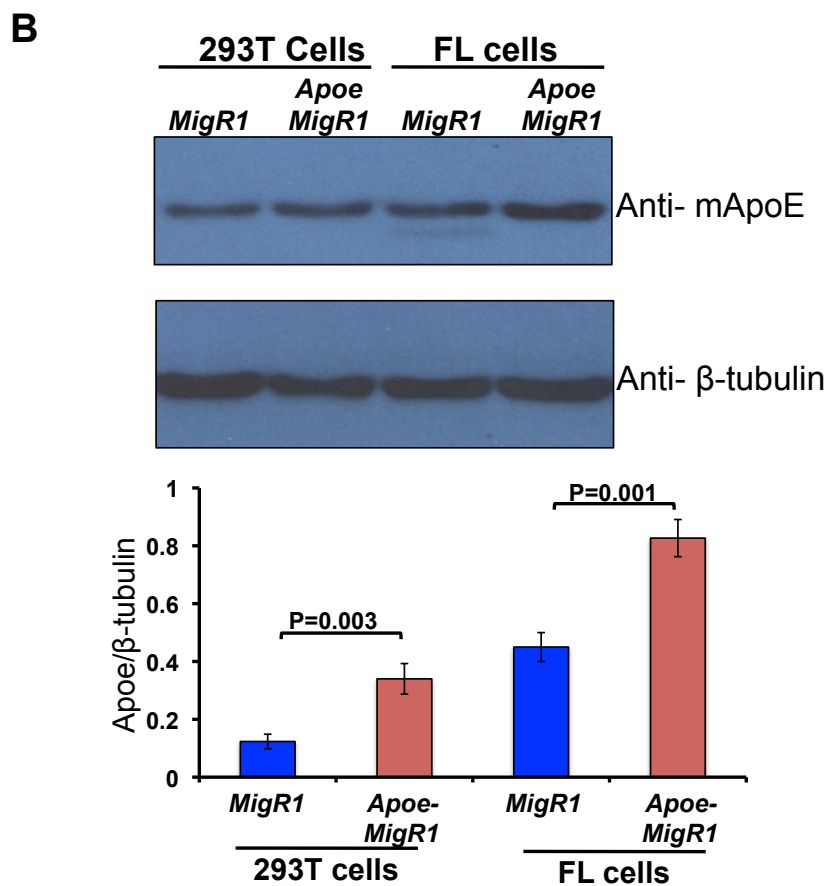 B
293T Cells FL cells
Apoe Apoe
MigR1 MigR1 MigR1 MigR1
Anti- mApoE
Anti- β-tubulin
1
0.8
0.6
0.4
0.2
0
Apoe/β-tubulin
P=0.003
P=0.001
MigR1 Apoe- MigR1 Apoe-
MigR1 MigR1
293T cells FL cells